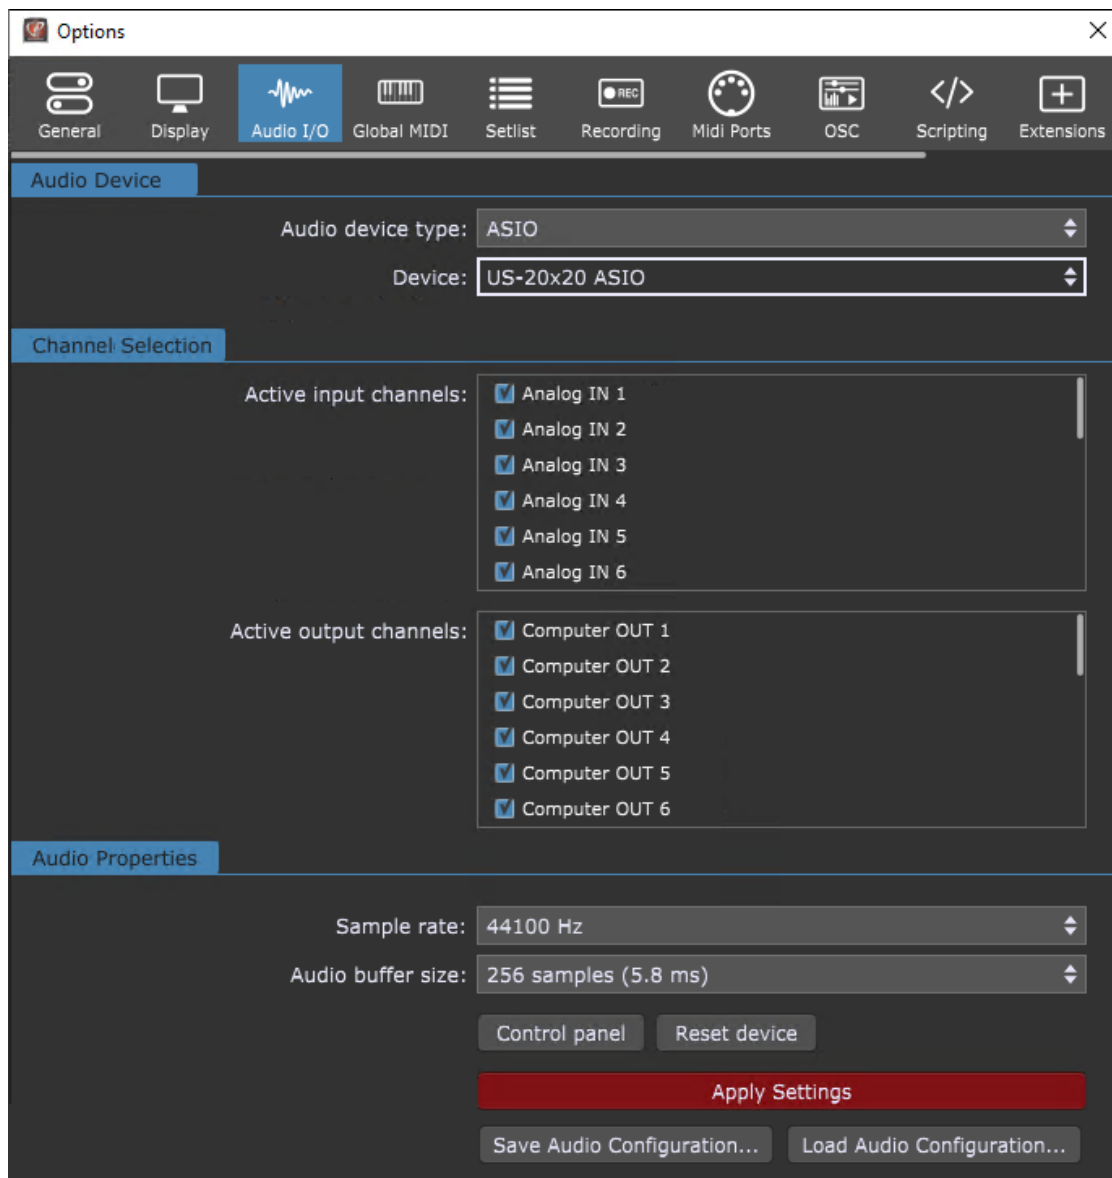 Options
General Display Audio I/O Global MIDI Setlist REC Recording Midi Ports OSC </> Scripting Extensions
Audio Device
Audio device type: ASIO
Device: US-20x20 ASIO
Channel Selection
Active input channels: Analog IN 1
Analog IN 2
Analog IN 3
Analog IN 4
Analog IN 5
Analog IN 6
Active output channels: Computer OUT 1
Computer OUT 2
Computer OUT 3
Computer OUT 4
Computer OUT 5
Computer OUT 6
Audio Properties
Sample rate: 44100 Hz
Audio buffer size: 256 samples (5.8 ms)
Control panel Reset device
Apply Settings
Save Audio Configuration... Load Audio Configuration...